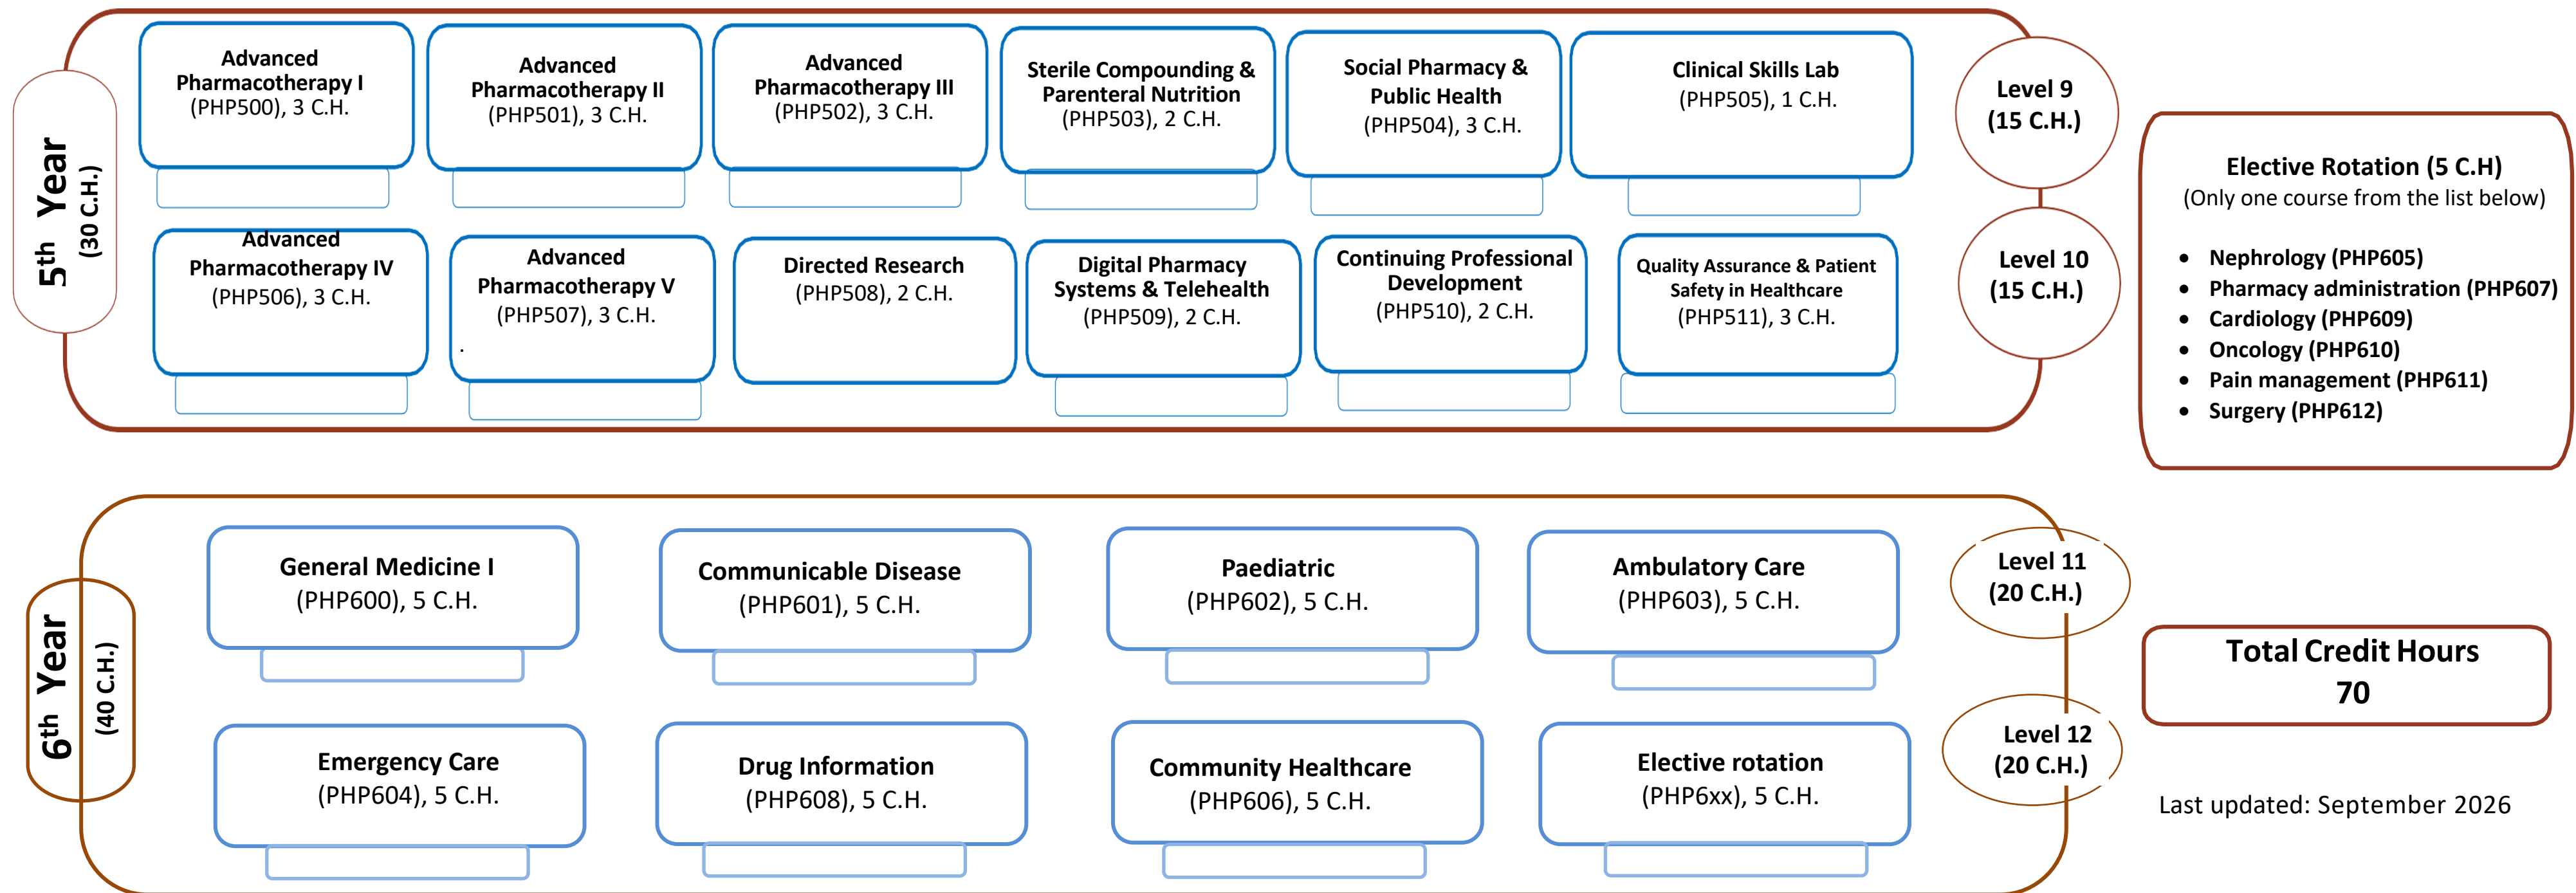 5th Year
(30 C.H.)
Advanced
Pharmacotherapy I
(PHP500), 3 C.H.
Advanced
Pharmacotherapy II
(PHP501), 3 C.H.
Advanced
Pharmacotherapy III
(PHP502), 3 C.H.
Sterile Compounding &
Parenteral Nutrition
(PHP503), 2 C.H.
Social Pharmacy &
Public Health
(PHP504), 3 C.H.
Clinical Skills Lab
(PHP505), 1 C.H.
Level 9
(15 C.H.)
Advanced
Pharmacotherapy IV
(PHP506), 3 C.H.
Advanced
Pharmacotherapy V
(PHP507), 3 C.H.
.
Directed Research
(PHP508), 2 C.H.
Digital Pharmacy
Systems & Telehealth
(PHP509), 2 C.H.
Continuing Professional
Development
(PHP510), 2 C.H.
Quality Assurance & Patient
Safety in Healthcare
(PHP511), 3 C.H.
Level 10
(15 C.H.)
Elective Rotation (5 C.H)
(Only one course from the list below)
• Nephrology (PHP605)
• Pharmacy administration (PHP607)
• Cardiology (PHP609)
• Oncology (PHP610)
• Pain management (PHP611)
• Surgery (PHP612)
6th Year
(40 C.H.)
General Medicine I
(PHP600), 5 C.H.
Communicable Disease
(PHP601), 5 C.H.
Paediatric
(PHP602), 5 C.H.
Ambulatory Care
(PHP603), 5 C.H.
Level 11
(20 C.H.)
Emergency Care
(PHP604), 5 C.H.
Drug Information
(PHP608), 5 C.H.
Community Healthcare
(PHP606), 5 C.H.
Elective rotation
(PHP6xx), 5 C.H.
Level 12
(20 C.H.)
Total Credit Hours
70
Last updated: September 2026